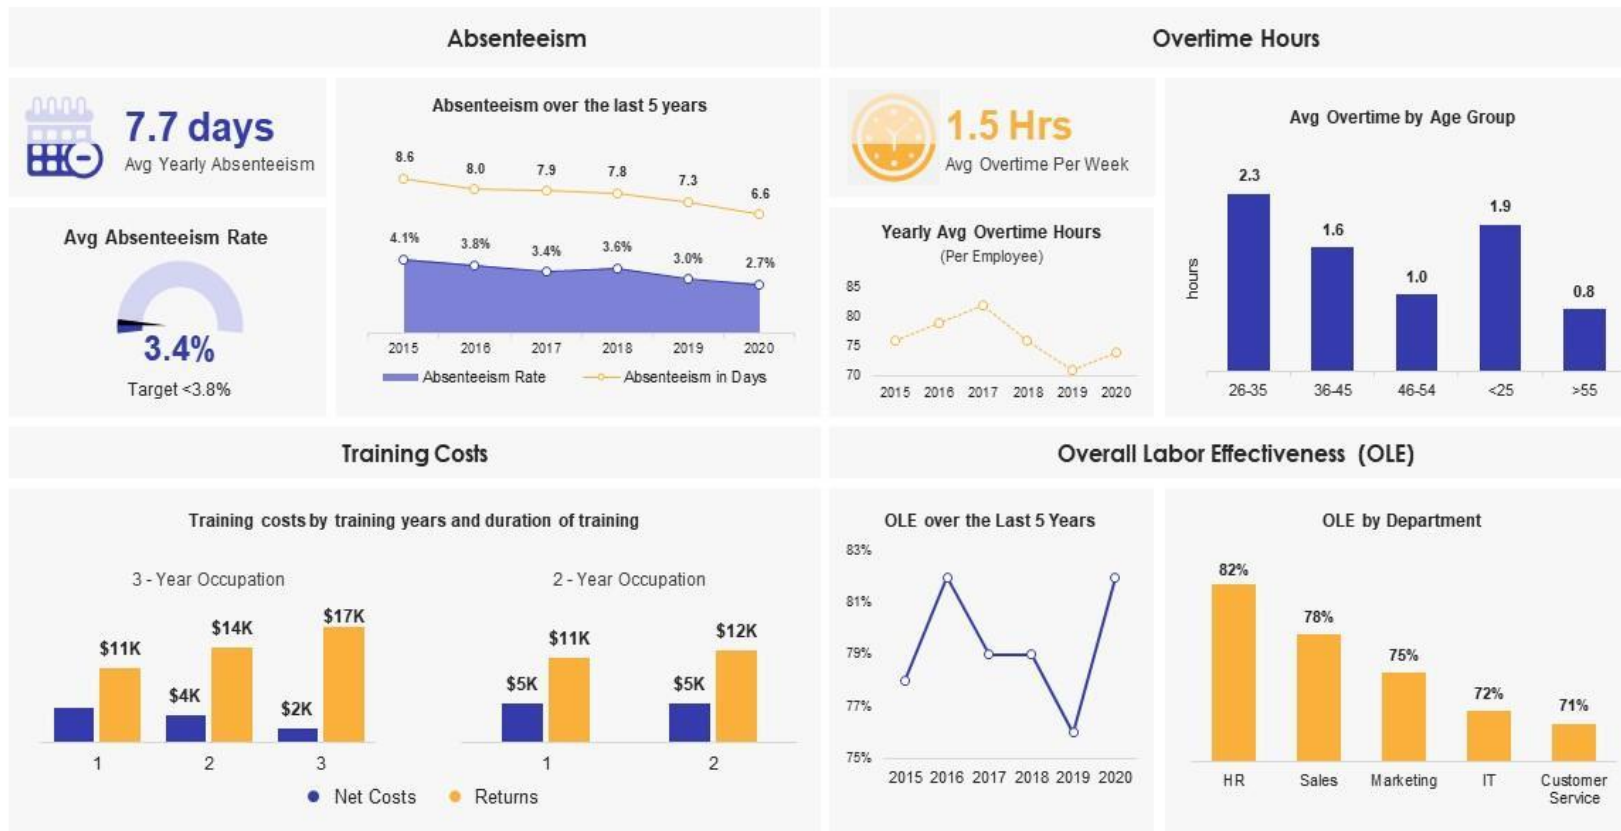 Absenteeism
7.7 days
Avg Yearly Absenteeism
Avg Absenteeism Rate
3.4%
Target <3.8%
Absenteeism over the last 5 years
8.6
8.0
7.9
7.8
7.3
6.6
4.1%
3.8%
3.4%
3.6%
3.0%
2.7%
2015 2016 2017 2018 2019 2020
Absenteeism Rate
Absenteeism in Days
Overtime Hours
1.5 Hrs
Avg Overtime Per Week
Yearly Avg Overtime Hours
(Per Employee)
85
80
75
70
2015 2016 2017 2018 2019 2020
Avg Overtime by Age Group
hours
2.3
1.6
1.0
1.9
0.8
26-35 36-45 46-54 <25 >55
Training Costs
Training costs by training years and duration of training
3 - Year Occupation
$11K
$4K
$14K
$2K
$17K
1 2 3
2 - Year Occupation
$5K
$11K
$5K
$12K
1 2
Net Costs
Returns
Overall Labor Effectiveness (OLE)
OLE over the Last 5 Years
83%
81%
79%
77%
75%
2015 2016 2017 2018 2019 2020
OLE by Department
82%
78%
75%
72%
71%
HR Sales Marketing IT Customer
Service